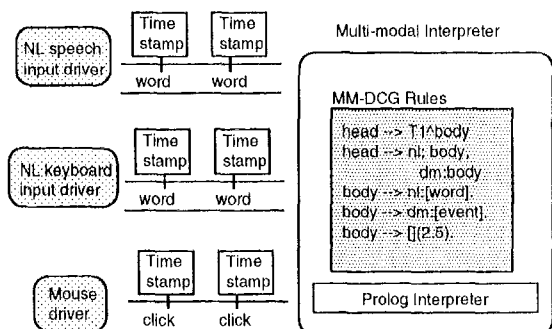 NL speech
input driver
Time
stamp
Time
stamp
word
word
NL keyboard
input driver
Time
stamp
Time
stamp
word
word
Mouse
driver
Time
stamp
Time
stamp
click
click
Multi-modal Interpreter
MM-DCG Rules
head --> T1^body
head --> nl; body,
dm:body
body --> nl:[word].
body --> dm:[event].
body --> [](2.5).
Prolog Interpreter